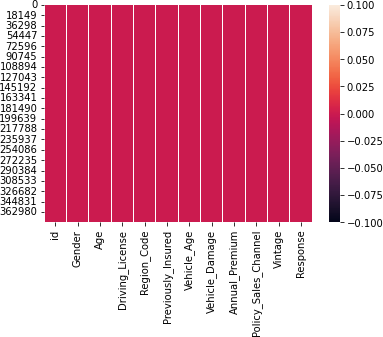 0
18149
36298
54447
72596
90745
108894
127043
145192
163341
181490
199639
217788
235937
254086
272235
290384
308533
326682
344831
362980
id
Gender
Age
Driving_License
Region_Code
Previously_Insured
Vehicle_Age
Vehicle_Damage
Annual_Premium
Policy_Sales_Channel
Vintage
Response
0.100
0.075
0.050
0.025
0.000
−0.025
−0.050
−0.075
−0.100